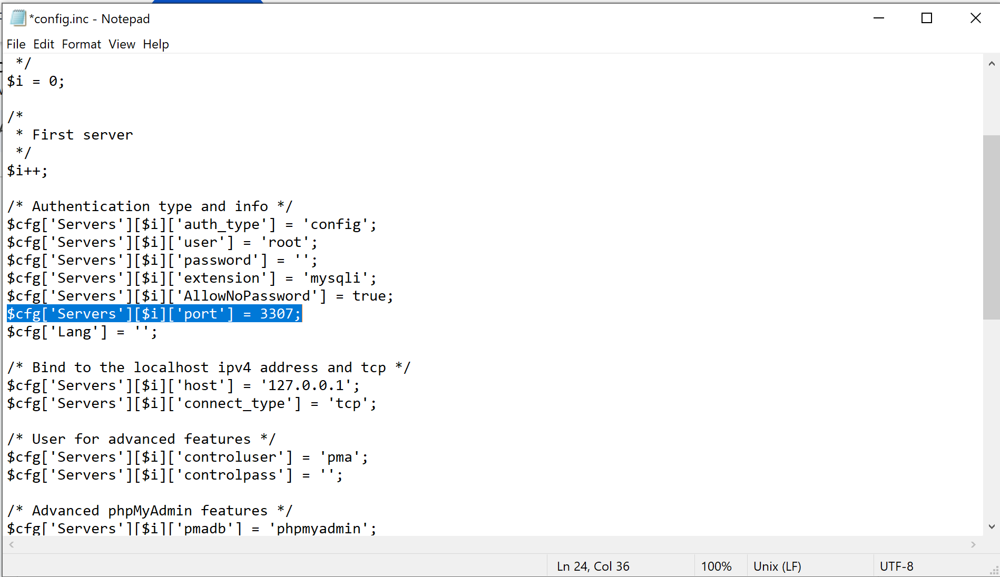 *config.inc - Notepad
File Edit Format View Help
 */
$i = 0;

/*
 * First server
 */
$i++;

/* Authentication type and info */
$cfg['Servers'][$i]['auth_type'] = 'config';
$cfg['Servers'][$i]['user'] = 'root';
$cfg['Servers'][$i]['password'] = '';
$cfg['Servers'][$i]['extension'] = 'mysqli';
$cfg['Servers'][$i]['AllowNoPassword'] = true;
$cfg['Servers'][$i]['port'] = 3307;
$cfg['Lang'] = '';

/* Bind to the localhost ipv4 address and tcp */
$cfg['Servers'][$i]['host'] = '127.0.0.1';
$cfg['Servers'][$i]['connect_type'] = 'tcp';

/* User for advanced features */
$cfg['Servers'][$i]['controluser'] = 'pma';
$cfg['Servers'][$i]['controlpass'] = '';

/* Advanced phpMyAdmin features */
$cfg['Servers'][$i]['pmadb'] = 'phpmyadmin';
Ln 24, Col 36
100%
Unix (LF)
UTF-8